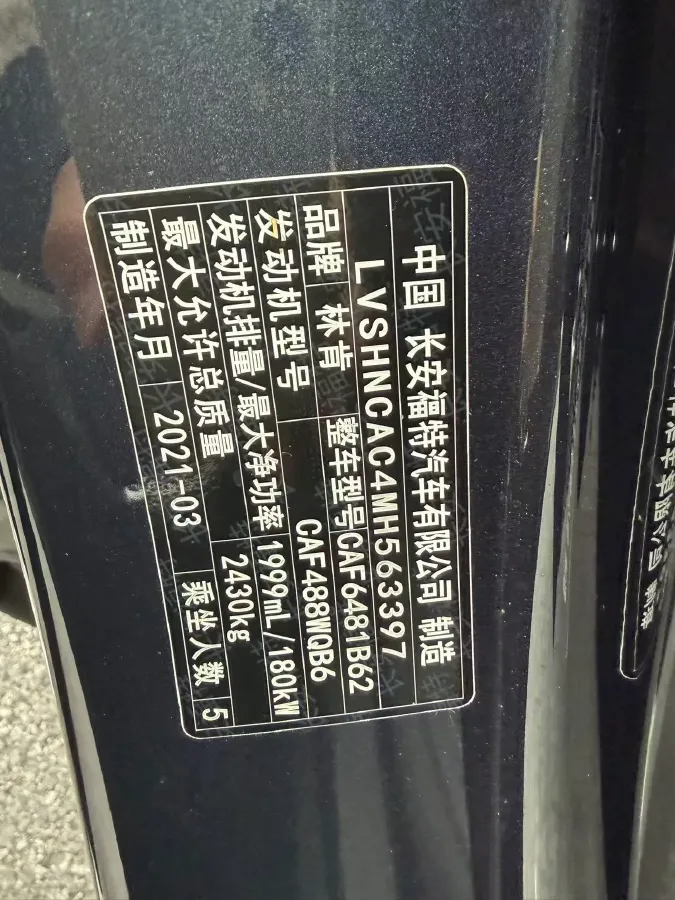 中国 长安福特汽车有限公司 制造
LVSHNCAC4MH563397
品牌 林肯 整车型号 CAF6481B62
发动机型号 CAF488WQB6
发动机排量/最大净功率 1999mL/180kW
最大允许总质量 2430kg
制造年月 2021-03 乘坐人数 5